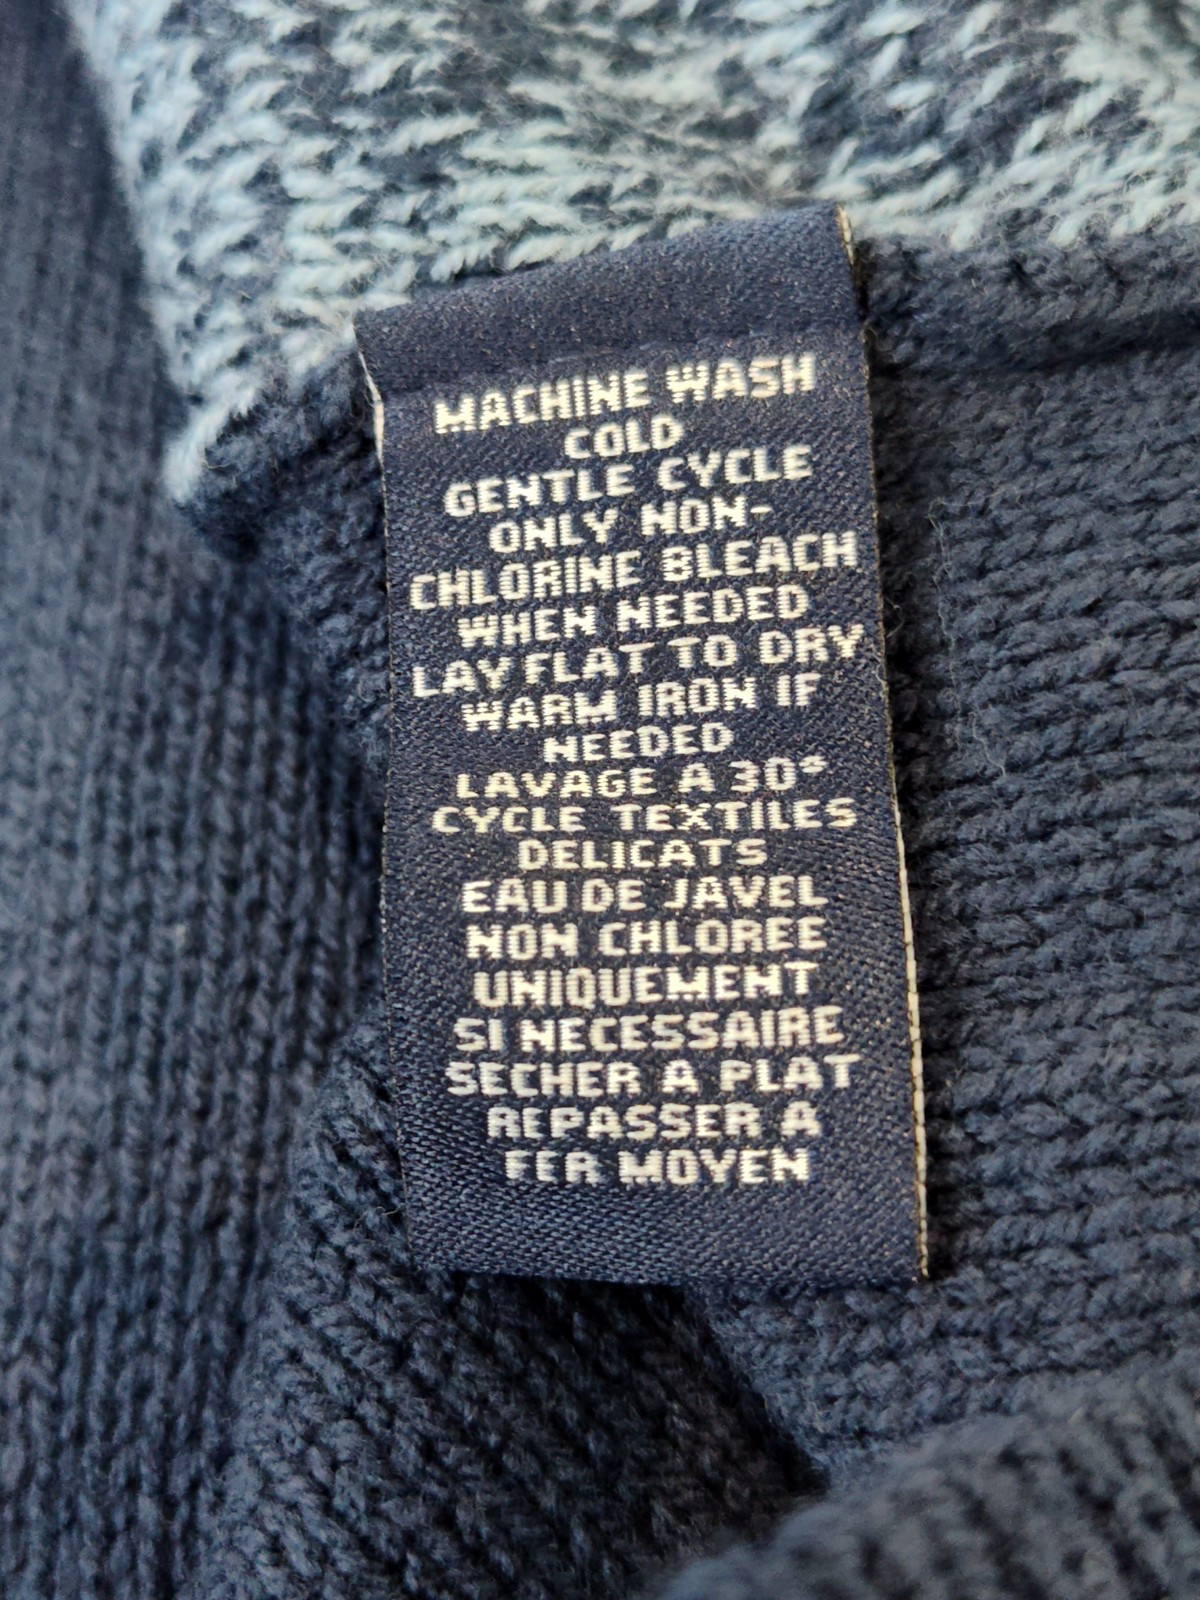 MACHINE WASH
COLD
GENTLE CYCLE
ONLY NON-
CHLORINE BLEACH
WHEN NEEDED
LAY FLAT TO DRY
WARM IRON IF
NEEDED
LAVAGE A 30°
CYCLE TEXTILES
DELICATS
EAU DE JAVEL
NON CHLOREE
UNIQUEMENT
SI NECESSAIRE
SECHER A PLAT
REPASSER A
FER MOYEN